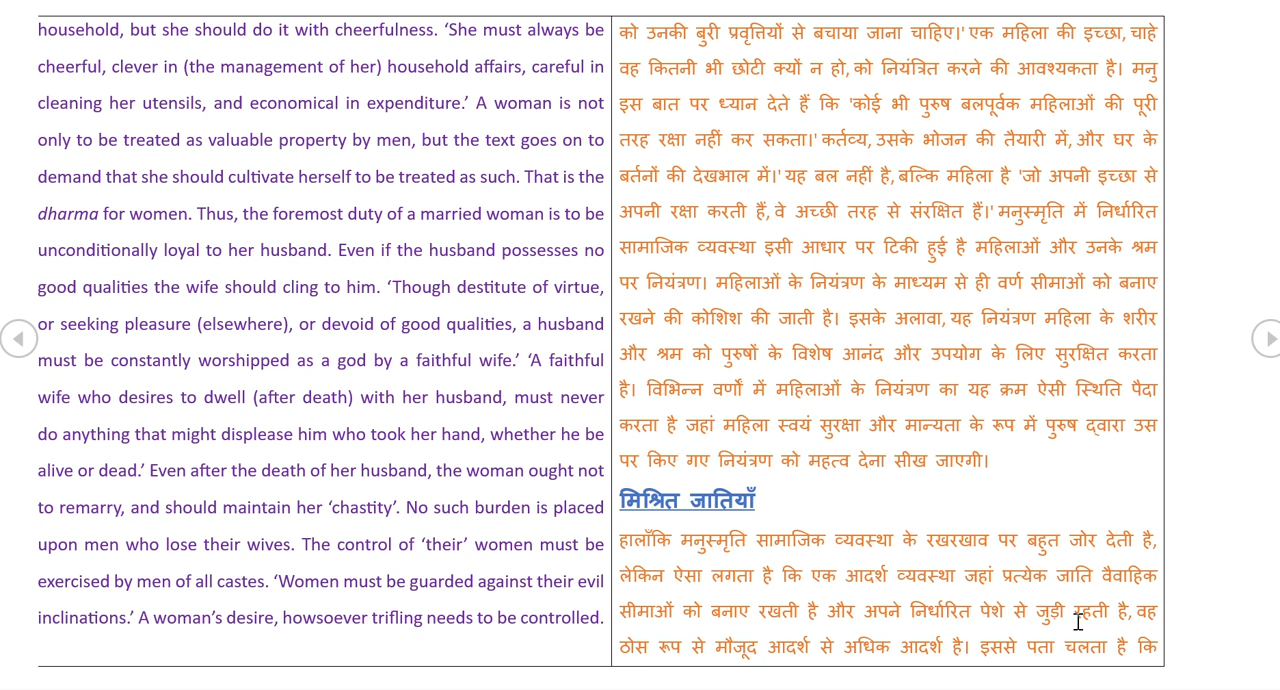 household, but she should do it with cheerfulness. ‘She must always be
cheerful, clever in (the management of her) household affairs, careful in
cleaning her utensils, and economical in expenditure.’ A woman is not
only to be treated as valuable property by men, but the text goes on to
demand that she should cultivate herself to be treated as such. That is the
dharma for women. Thus, the foremost duty of a married woman is to be
unconditionally loyal to her husband. Even if the husband possesses no
good qualities the wife should cling to him. ‘Though destitute of virtue,
or seeking pleasure (elsewhere), or devoid of good qualities, a husband
must be constantly worshipped as a god by a faithful wife.’ ‘A faithful
wife who desires to dwell (after death) with her husband, must never
do anything that might displease him who took her hand, whether he be
alive or dead.’ Even after the death of her husband, the woman ought not
to remarry, and should maintain her ‘chastity’. No such burden is placed
upon men who lose their wives. The control of ‘their’ women must be
exercised by men of all castes. ‘Women must be guarded against their evil
inclinations.’ A woman’s desire, howsoever trifling needs to be controlled.
को उनकी बुरी प्रवृत्तियों से बचाया जाना चाहिए।' एक महिला की इच्छा, चाहे
वह कितनी भी छोटी क्यों न हो, को नियंत्रित करने की आवश्यकता है। मनु
इस बात पर ध्यान देते हैं कि 'कोई भी पुरुष बलपूर्वक महिलाओं की पूरी
तरह रक्षा नहीं कर सकता।' कर्तव्य, उसके भोजन की तैयारी में, और घर के
बर्तनों की देखभाल में।' यह बल नहीं है, बल्कि महिला है 'जो अपनी इच्छा से
अपनी रक्षा करती हैं, वे अच्छी तरह से संरक्षित हैं।' मनुस्मृति में निर्धारित
सामाजिक व्यवस्था इसी आधार पर टिकी हुई है महिलाओं और उनके श्रम
पर नियंत्रण। महिलाओं के नियंत्रण के माध्यम से ही वर्ण सीमाओं को बनाए
रखने की कोशिश की जाती है। इसके अलावा, यह नियंत्रण महिला के शरीर
और श्रम को पुरुषों के विशेष आनंद और उपयोग के लिए सुरक्षित करता
है। विभिन्न वर्णों में महिलाओं के नियंत्रण का यह क्रम ऐसी स्थिति पैदा
करता है जहां महिला स्वयं सुरक्षा और मान्यता के रूप में पुरुष द्वारा उस
पर किए गए नियंत्रण को महत्व देना सीख जाएगी।
मिश्रित जातियाँ
हालाँकि मनुस्मृति सामाजिक व्यवस्था के रखरखाव पर बहुत जोर देती है,
लेकिन ऐसा लगता है कि एक आदर्श व्यवस्था जहां प्रत्येक जाति वैवाहिक
सीमाओं को बनाए रखती है और अपने निर्धारित पेशे से जुड़ी रहती है, वह
ठोस रूप से मौजूद आदर्श से अधिक आदर्श है। इससे पता चलता है कि